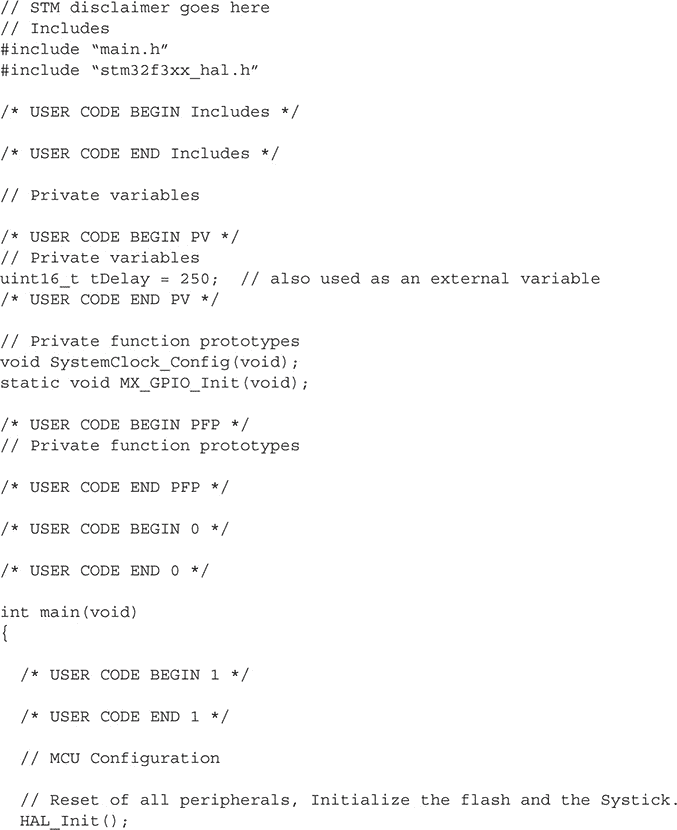 // STM disclaimer goes here
// Includes
#include “main.h”
#include “stm32f3xx_hal.h”
/* USER CODE BEGIN Includes */
/* USER CODE END Includes */
// Private variables
/* USER CODE BEGIN PV */
// Private variables
uint16_t tDelay = 250;  // also used as an external variable
/* USER CODE END PV */
// Private function prototypes
void SystemClock_Config(void);
static void MX_GPIO_Init(void);
/* USER CODE BEGIN PFP */
// Private function prototypes
/* USER CODE END PFP */
/* USER CODE BEGIN 0 */
/* USER CODE END 0 */
int main(void)
{
  /* USER CODE BEGIN 1 */
  /* USER CODE END 1 */
  // MCU Configuration
  // Reset of all peripherals, Initialize the flash and the Systick.
  HAL_Init();